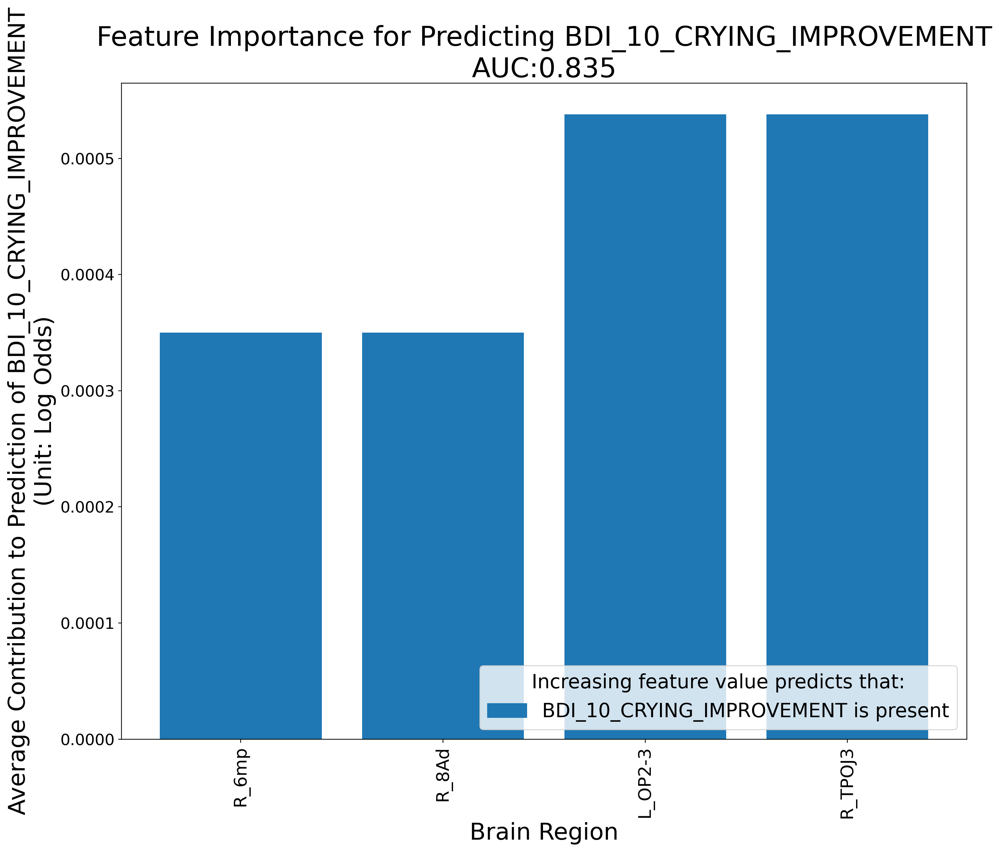 Feature Importance for Predicting BDI_10_CRYING_IMPROVEMENT
AUC:0.835
Average Contribution to Prediction of BDI_10_CRYING_IMPROVEMENT
(Unit: Log Odds)
0.0005
0.0004
0.0003
0.0002
0.0001
0.0000
Increasing feature value predicts that:
BDI_10_CRYING_IMPROVEMENT is present
R_6mp
R_8Ad
L_OP2-3
R_TPOJ3
Brain Region